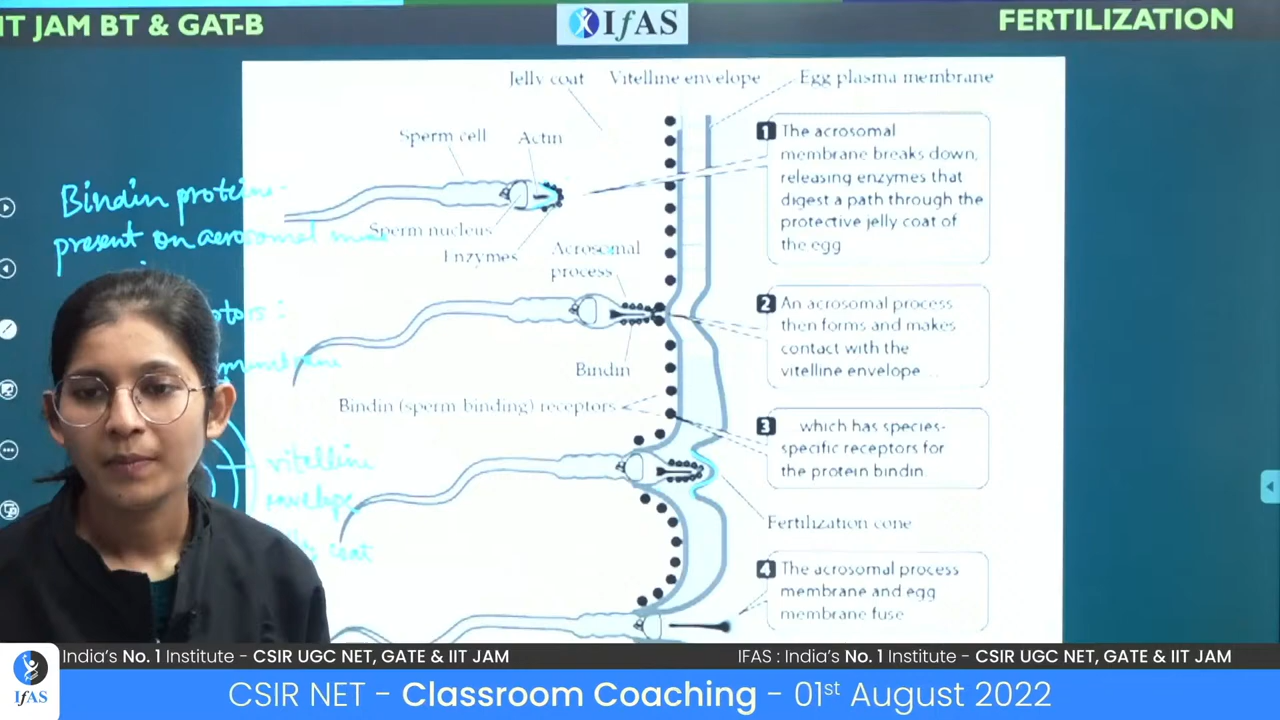 IT JAM BT & GAT-B
IfAS
FERTILIZATION
Jelly coat
Vitelline envelope
Egg plasma membrane
Sperm cell
Actin
Sperm nucleus
Enzymes
Acrosomal
process
Bindin
Bindin (sperm-binding) receptors
Fertilization cone
1 The acrosomal
membrane breaks down,
releasing enzymes that
digest a path through the
protective jelly coat of
the egg
2 An acrosomal process
then forms and makes
contact with the
vitelline envelope...
3 which has species-
specific receptors for
the protein bindin
4 The acrosomal process
membrane and egg
membrane fuse
Bindin protein
present on
vitelline
envelope
coat
India's No. 1 Institute - CSIR UGC NET, GATE & IIT JAM
IFAS : India's No. 1 Institute - CSIR UGC NET, GATE & IIT JAM
IfAS
CSIR NET - Classroom Coaching - 01st August 2022